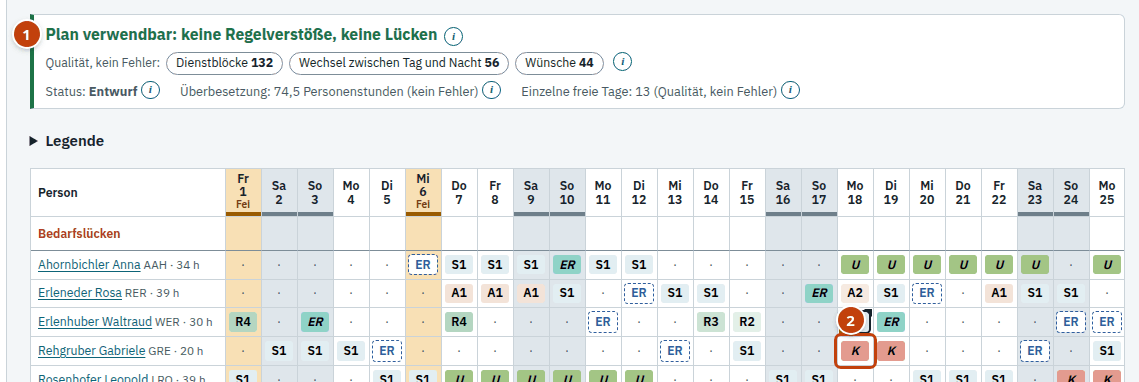 1 Plan verwendbar: keine Regelverstöße, keine Lücken i
Qualität, kein Fehler: Dienstblöcke 132 Wechsel zwischen Tag und Nacht 56 Wünsche 44 i
Status: Entwurf i Überbesetzung: 74,5 Personenstunden (kein Fehler) i Einzelne freie Tage: 13 (Qualität, kein Fehler) i
Legende
Person Fr 1 Fei Sa 2 So 3 Mo 4 Di 5 Mi 6 Fei Do 7 Fr 8 Sa 9 So 10 Mo 11 Di 12 Mi 13 Do 14 Fr 15 Sa 16 So 17 Mo 18 Di 19 Mi 20 Do 21 Fr 22 Sa 23 So 24 Mo 25
Bedarfslücken
Ahornbichler Anna AAH · 34 h · · · · · ER S1 S1 S1 ER S1 S1 · · · · · U U U U U U · U
Erleneder Rosa RER · 39 h · · · · · · A1 A1 A1 S1 · ER S1 S1 · · ER A2 S1 ER · A1 S1 S1 ·
Erlenhuber Waltraud WER · 30 h R4 · ER · · · R4 · · · ER · · R3 R2 · · 2 ER · · · · ER ER
Rehgruber Gabriele GRE · 20 h · S1 S1 S1 ER · · · · · · · ER · S1 · · K K · · · ER · S1
Rosenhofer Leopold LRO · 39 h S1 · · · S1 S1 U U U U U U · · · S1 S1 · · S1 S1 S1 · K K